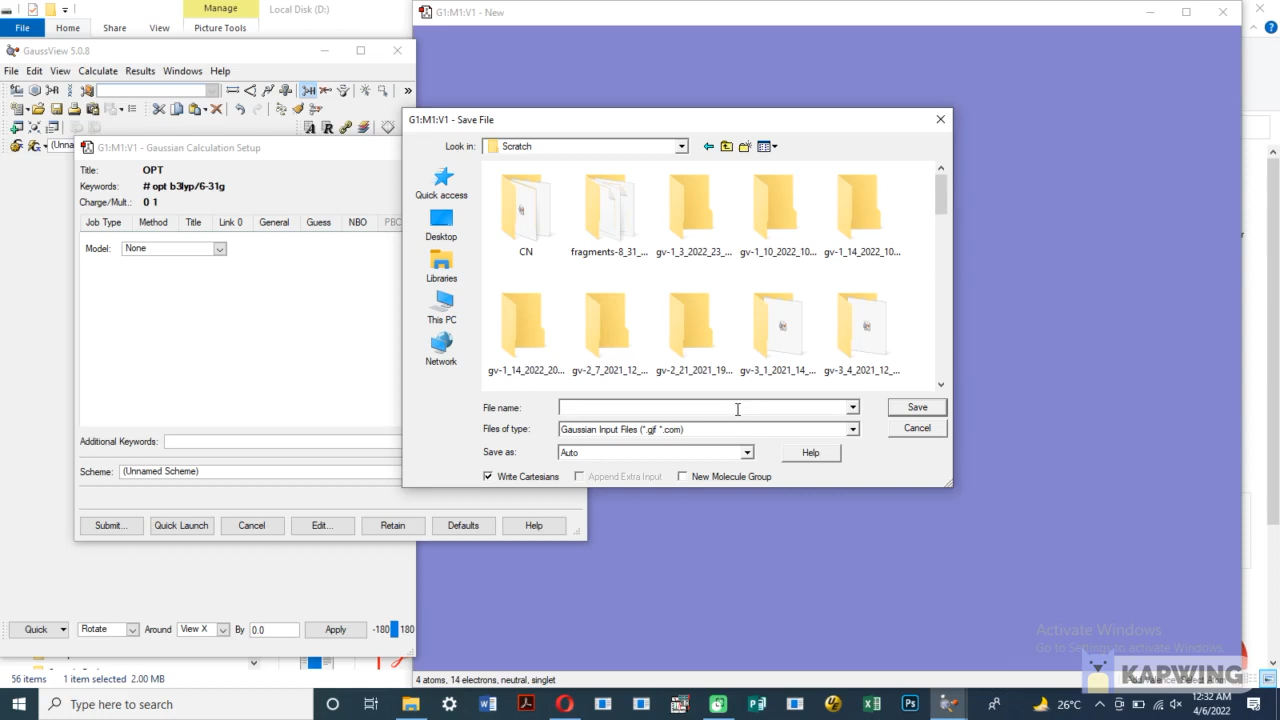 Manage
Local Disk (D:)
File Home Share View Picture Tools
G1:M1:V1 - New
GaussView 5.0.8
File Edit View Calculate Results Windows Help
(Unna
G1:M1:V1 - Gaussian Calculation Setup
Title: OPT
Keywords: # opt b3lyp/6-31g
Charge/Mult.: 0 1
Job Type Method Title Link 0 General Guess NBO PBC
Model: None
Additional Keywords:
Scheme: (Unnamed Scheme)
Submit... Quick Launch Cancel Edit... Retain Defaults Help
G1:M1:V1 - Save File
Look in: Scratch
Quick access
Desktop
Libraries
This PC
Network
CN fragments-8_31_... gv-1_3_2022_23_... gv-1_10_2022_10... gv-1_14_2022_10...
gv-1_14_2022_20... gv-2_7_2021_12_... gv-2_21_2021_19... gv-3_1_2021_14_... gv-3_4_2021_12_...
File name: Save
Files of type: Gaussian Input Files (*.gjf *.com) Cancel
Save as: Auto Help
Write Cartesians Append Extra Input New Molecule Group
Quick Rotate Around View X By 0.0 Apply -180 180
56 items 1 item selected 2.00 MB
4 atoms, 14 electrons, neutral, singlet
Activate Windows
Go to Settings to activate Windows.
KAPWING
Type here to search
26°C
12:32 AM
4/6/2022